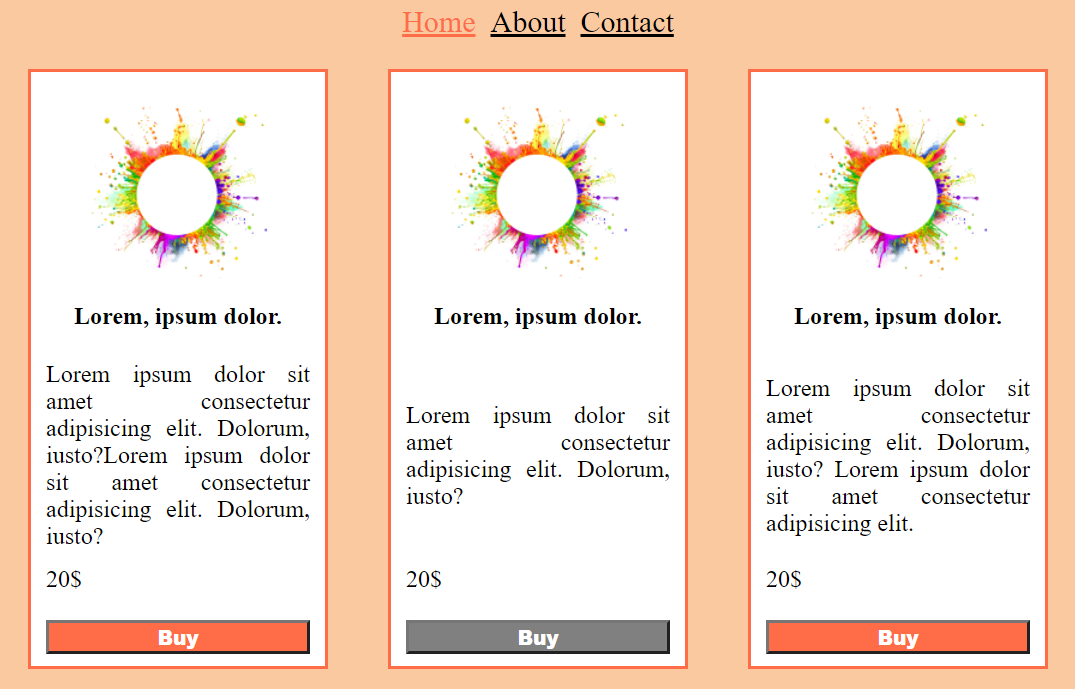 Home About Contact
Lorem, ipsum dolor.
Lorem ipsum dolor sit
amet consectetur
adipisicing elit. Dolorum,
iusto?Lorem ipsum dolor
sit amet consectetur
adipisicing elit. Dolorum,
iusto?
20$
Buy
Lorem, ipsum dolor.
Lorem ipsum dolor sit
amet consectetur
adipisicing elit. Dolorum,
iusto?
20$
Buy
Lorem, ipsum dolor.
Lorem ipsum dolor sit
amet consectetur
adipisicing elit. Dolorum,
iusto? Lorem ipsum dolor
sit amet consectetur
adipisicing elit.
20$
Buy